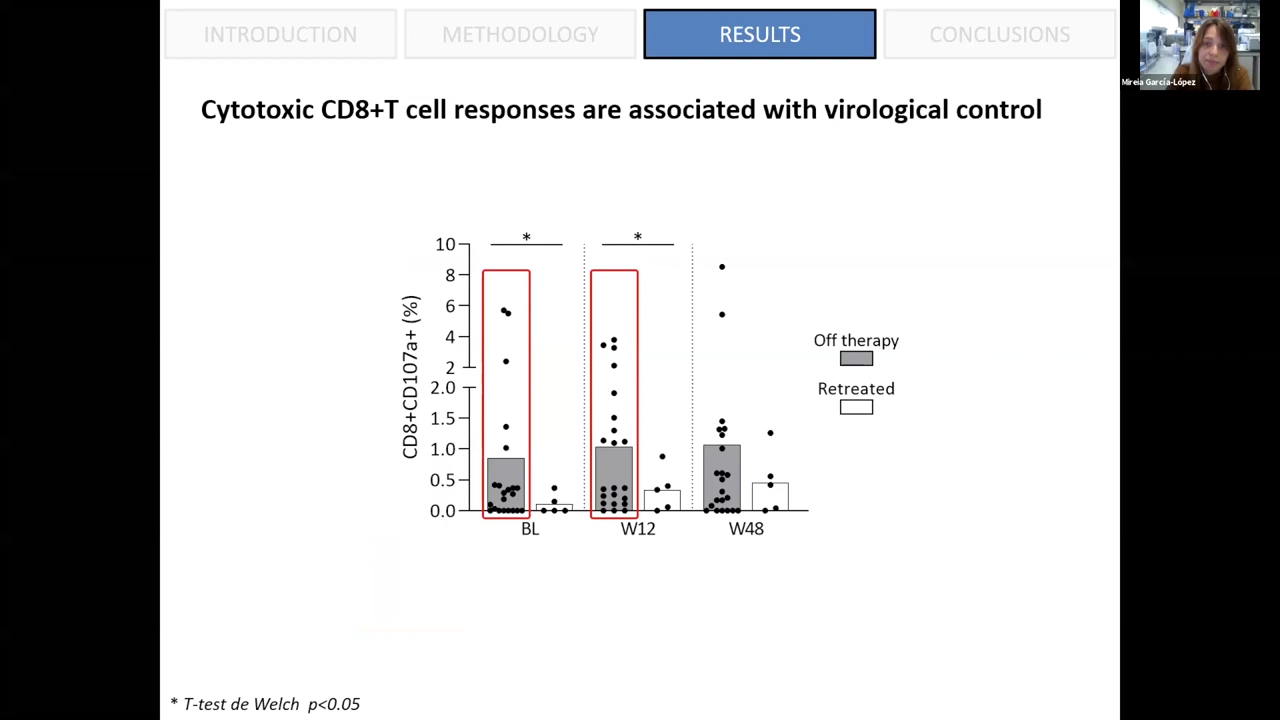 INTRODUCTION
METHODOLOGY
RESULTS
CONCLUSIONS
Mireia García-López
Cytotoxic CD8+T cell responses are associated with virological control
CD8+CD107a+ (%)
10
8
6
4
2
2.0
1.5
1.0
0.5
0.0
*
*
BL
W12
W48
Off therapy
Retreated
* T-test de Welch p<0.05